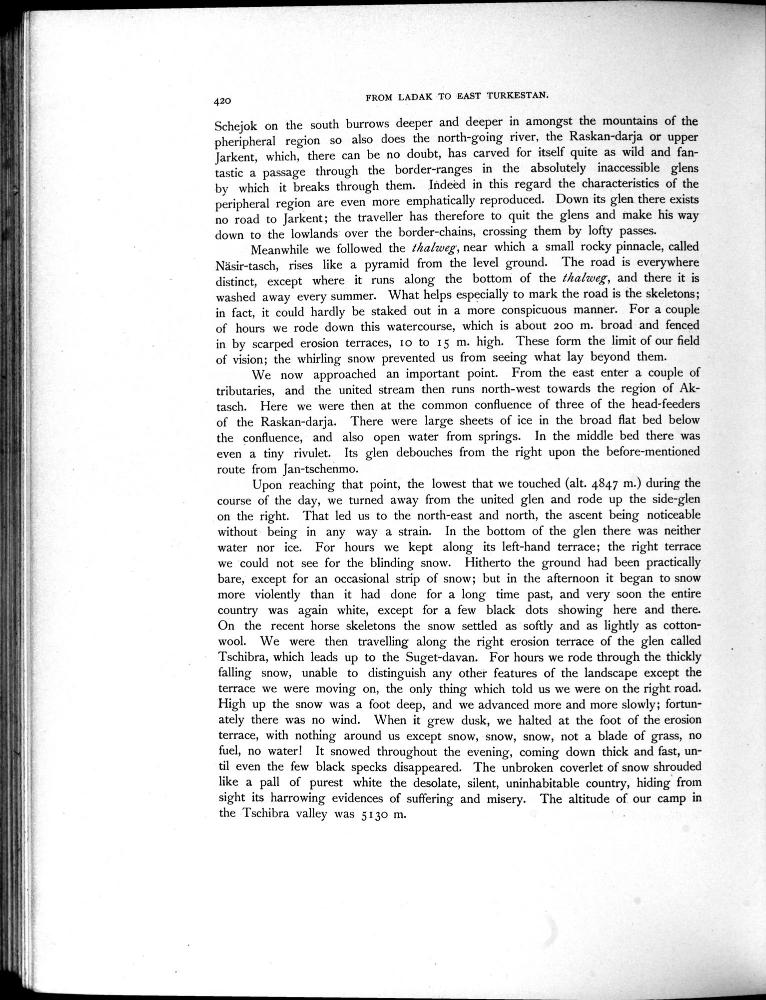 420
FROM LADAK TO EAST TURKESTAN.
Schejok on the south burrows deeper and deeper in amongst the mountains of the
pheripheral region so also does the north-going river, the Raskan-darja or upper
Jarkent, which, there can be no doubt, has carved for itself quite as wild and fan-
tastic a passage through the border-ranges in the absolutely inaccessible glens
by which it breaks through them. Indeed in this regard the characteristics of the
peripheral region are even more emphatically reproduced. Down its glen there exists
no road to Jarkent; the traveller has therefore to quit the glens and make his way
down to the lowlands over the border-chains, crossing them by lofty passes.
Meanwhile we followed the thalweg, near which a small rocky pinnacle, called
Näsir-tasch, rises like a pyramid from the level ground. The road is everywhere
distinct, except where it runs along the bottom of the thalweg, and there it is
washed away every summer. What helps especially to mark the road is the skeletons;
in fact, it could hardly be staked out in a more conspicuous manner. For a couple
of hours we rode down this watercourse, which is about 200 m. broad and fenced
in by scarped erosion terraces, 10 to 15 m. high. These form the limit of our field
of vision; the whirling snow prevented us from seeing what lay beyond them.
We now approached an important point. From the east enter a couple of
tributaries, and the united stream then runs north-west towards the region of Ak-
tasch. Here we were then at the common confluence of three of the head-feeders
of the Raskan-darja. There were large sheets of ice in the broad flat bed below
the confluence, and also open water from springs. In the middle bed there was
even a tiny rivulet. Its glen debouches from the right upon the before-mentioned
route from Jan-tschenmo.
Upon reaching that point, the lowest that we touched (alt. 4847 m.) during the
course of the day, we turned away from the united glen and rode up the side-glen
on the right. That led us to the north-east and north, the ascent being noticeable
without being in any way a strain. In the bottom of the glen there was neither
water nor ice. For hours we kept along its left-hand terrace; the right terrace
we could not see for the blinding snow. Hitherto the ground had been practically
bare, except for an occasional strip of snow; but in the afternoon it began to snow
more violently than it had done for a long time past, and very soon the entire
country was again white, except for a few black dots showing here and there.
On the recent horse skeletons the snow settled as softly and as lightly as cotton-
wool. We were then travelling along the right erosion terrace of the glen called
Tschibra, which leads up to the Suget-davan. For hours we rode through the thickly
falling snow, unable to distinguish any other features of the landscape except the
terrace we were moving on, the only thing which told us we were on the right road.
High up the snow was a foot deep, and we advanced more and more slowly; fortun-
ately there was no wind. When it grew dusk, we halted at the foot of the erosion
terrace, with nothing around us except snow, snow, snow, not a blade of grass, no
fuel, no water! It snowed throughout the evening, coming down thick and fast, un-
til even the few black specks disappeared. The unbroken coverlet of snow shrouded
like a pall of purest white the desolate, silent, uninhabitable country, hiding from
sight its harrowing evidences of suffering and misery. The altitude of our camp in
the Tschibra valley was 5130 m.